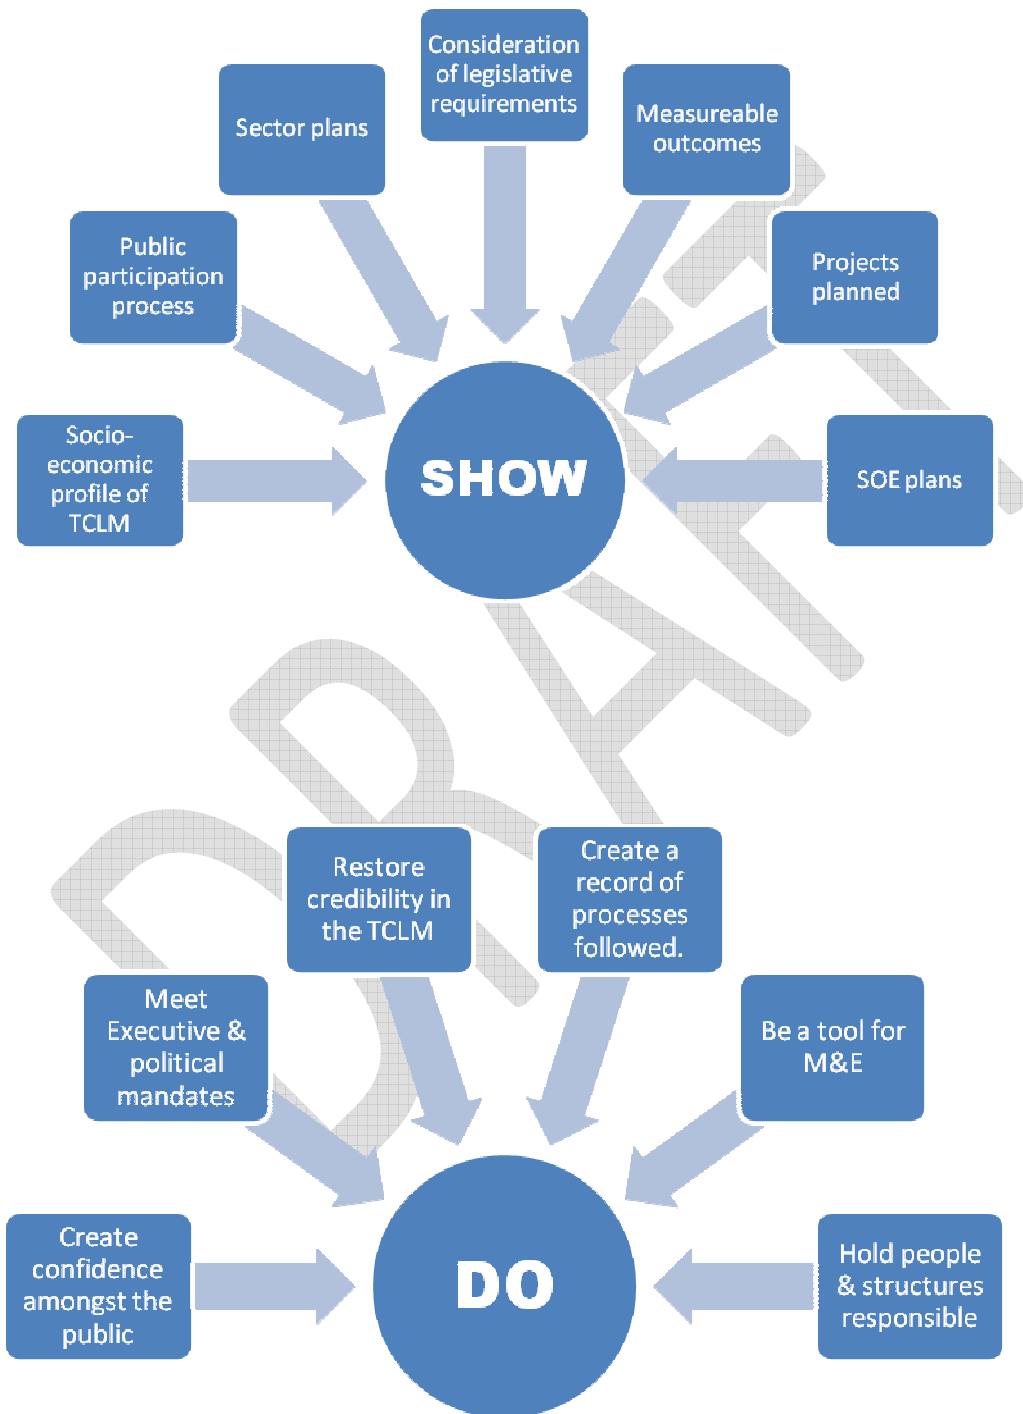 Consideration
of legislative
requirements
Sector plans
Measureable
outcomes
Public
participation
process
Projects
planned
Socio-
economic
profile of
TCLM
SHOW
SOE plans
DRAFT
Restore
credibility in
the TCLM
Create a
record of
processes
followed.
Meet
Executive &
political
mandates
Be a tool for
M&E
Create
confidence
amongst the
public
DO
Hold people
& structures
responsible